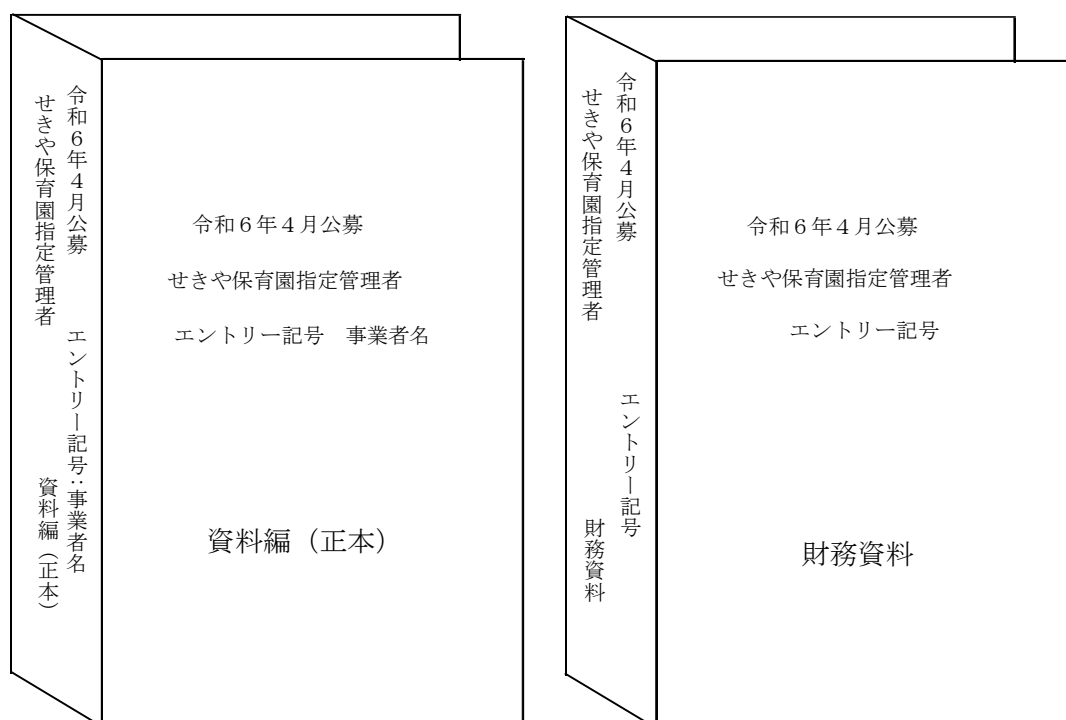 令和６年４月公募　エントリー記号：事業者名
せきや保育園指定管理者　資料編（正本）
令和６年４月公募
せきや保育園指定管理者
エントリー記号　事業者名
資料編（正本）
令和６年４月公募　エントリー記号
せきや保育園指定管理者　財務資料
令和６年４月公募
せきや保育園指定管理者
エントリー記号
財務資料